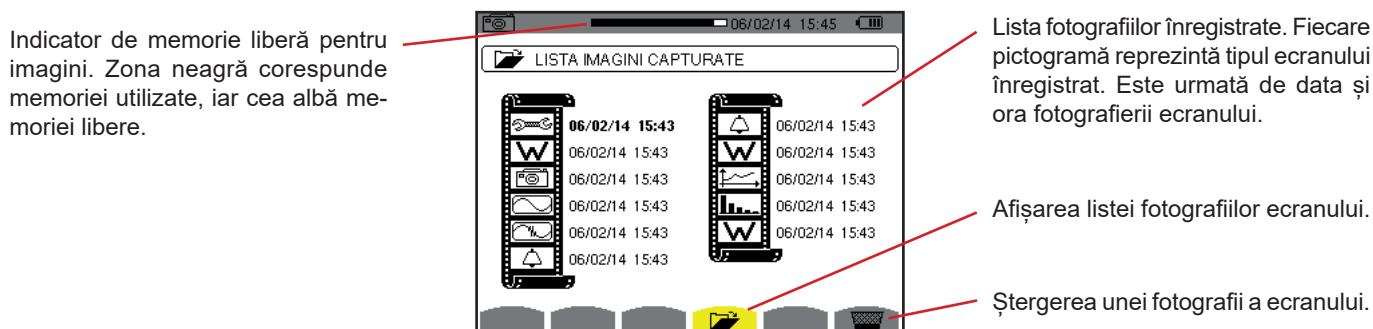 Indicator de memorie liberă pentru
imagini. Zona neagră corespunde
memoriei utilizate, iar cea albă me-
moriei libere.
06/02/14 15:45
LISTA IMAGINI CAPTURATE
06/02/14 15:43
W 06/02/14 15:43
06/02/14 15:43
06/02/14 15:43
06/02/14 15:43
06/02/14 15:43
06/02/14 15:43
W 06/02/14 15:43
06/02/14 15:43
06/02/14 15:43
W 06/02/14 15:43
Lista fotografiilor înregistrate. Fiecare
pictogramă reprezintă tipul ecranului
înregistrat. Este urmată de data și
ora fotografierii ecranului.
Afișarea listei fotografiilor ecranului.
Ștergerea unei fotografii a ecranului.